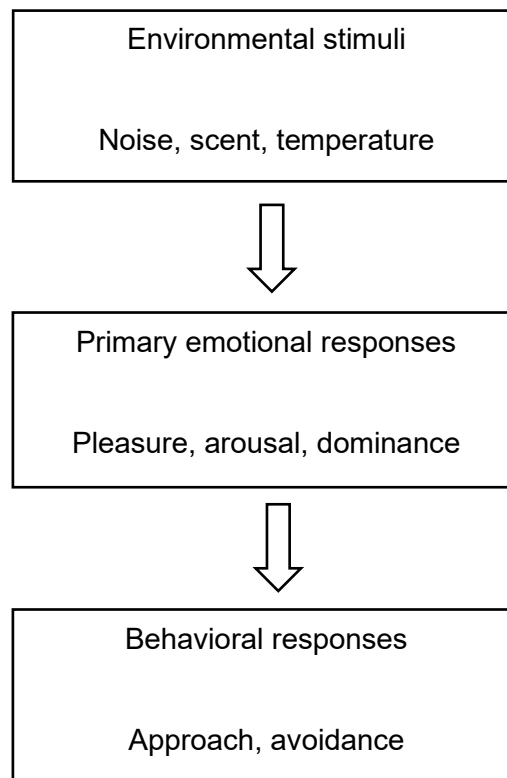 Environmental stimuli
Noise, scent, temperature
Primary emotional responses
Pleasure, arousal, dominance
Behavioral responses
Approach, avoidance